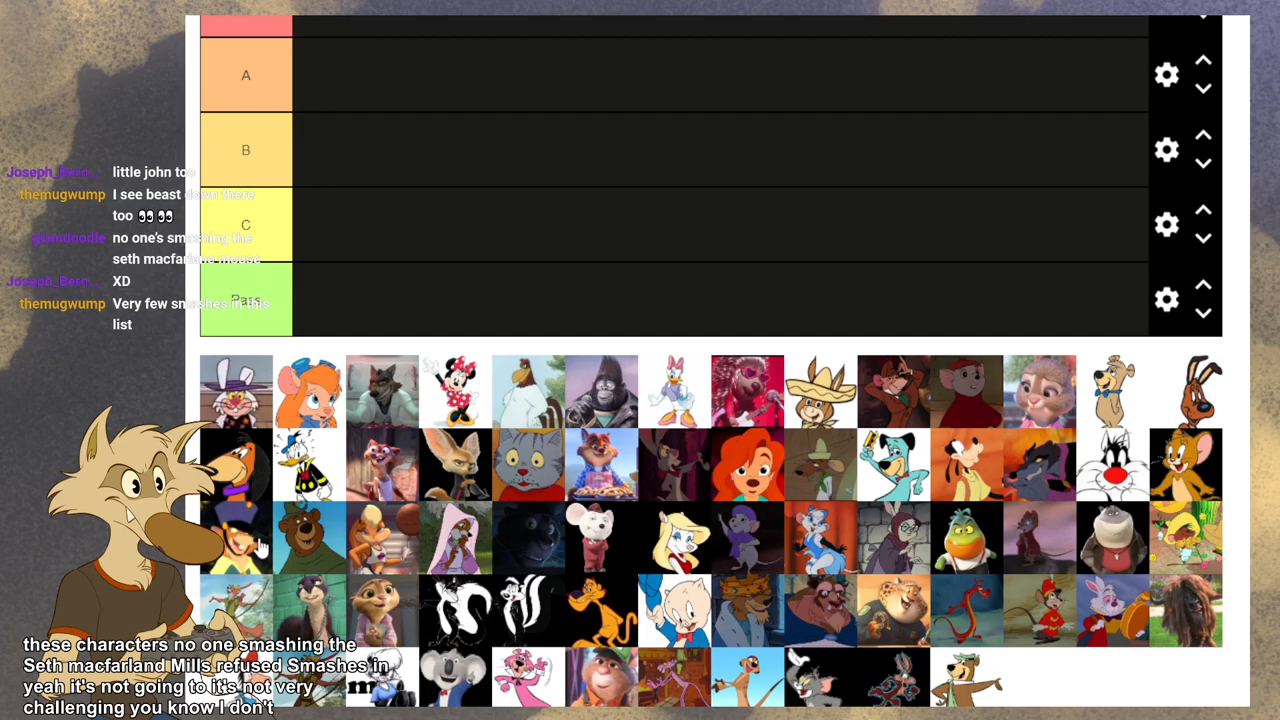 A
B
C
Pass
Joseph_Bern... little john too
themugwump I see beast down there
too 👀 👀
glamdoodle no one's smashing the
seth macfarlane mouse
Joseph_Bern... XD
themugwump Very few smashes in this
list
these characters no one smashing the
Seth macfarland Mills refused Smashes in
yeah it's not going to it's not very
challenging you know I don't